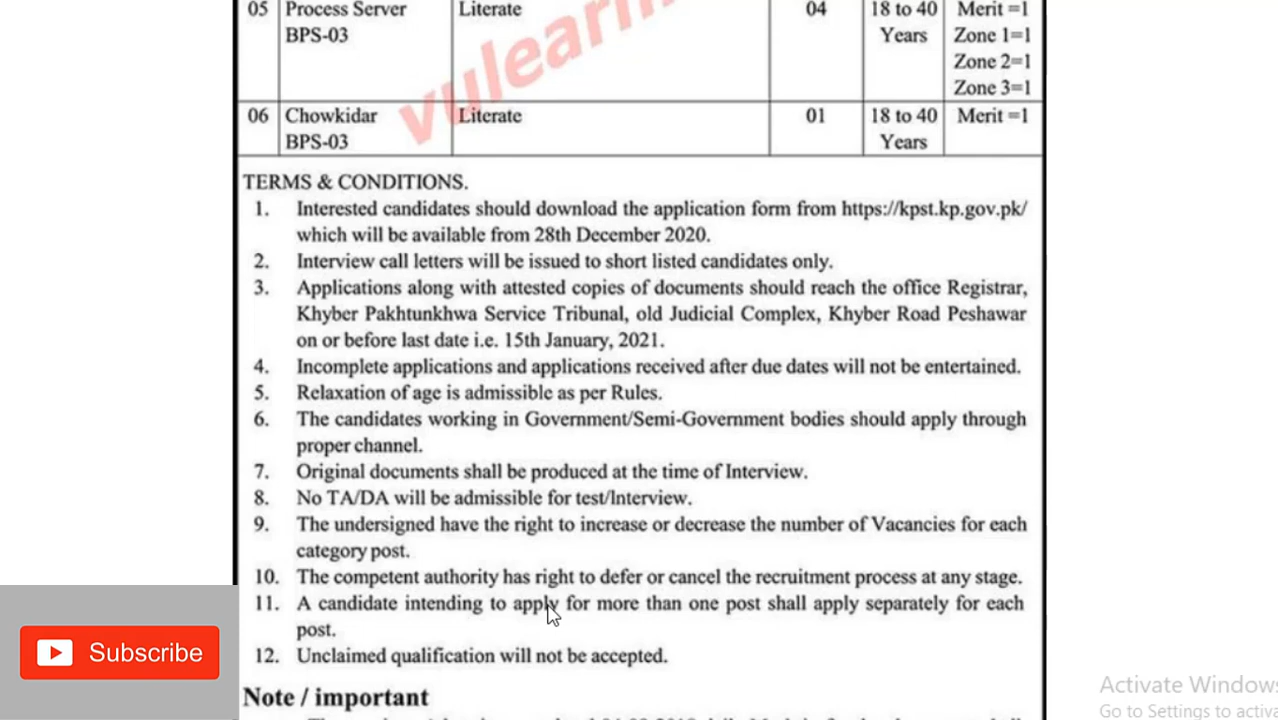 05 Process Server Literate 04 18 to 40 Merit =1
BPS-03 Years Zone 1=1
Zone 2=1
Zone 3=1
vulearn
06 Chowkidar Literate 01 18 to 40 Merit =1
BPS-03 Years
TERMS & CONDITIONS.
1. Interested candidates should download the application form from https://kpst.kp.gov.pk/
which will be available from 28th December 2020.
2. Interview call letters will be issued to short listed candidates only.
3. Applications along with attested copies of documents should reach the office Registrar,
Khyber Pakhtunkhwa Service Tribunal, old Judicial Complex, Khyber Road Peshawar
on or before last date i.e. 15th January, 2021.
4. Incomplete applications and applications received after due dates will not be entertained.
5. Relaxation of age is admissible as per Rules.
6. The candidates working in Government/Semi-Government bodies should apply through
proper channel.
7. Original documents shall be produced at the time of Interview.
8. No TA/DA will be admissible for test/Interview.
9. The undersigned have the right to increase or decrease the number of Vacancies for each
category post.
10. The competent authority has right to defer or cancel the recruitment process at any stage.
11. A candidate intending to apply for more than one post shall apply separately for each
post.
12. Unclaimed qualification will not be accepted.
Subscribe
Note / important
Activate Windows
Go to Settings to activa